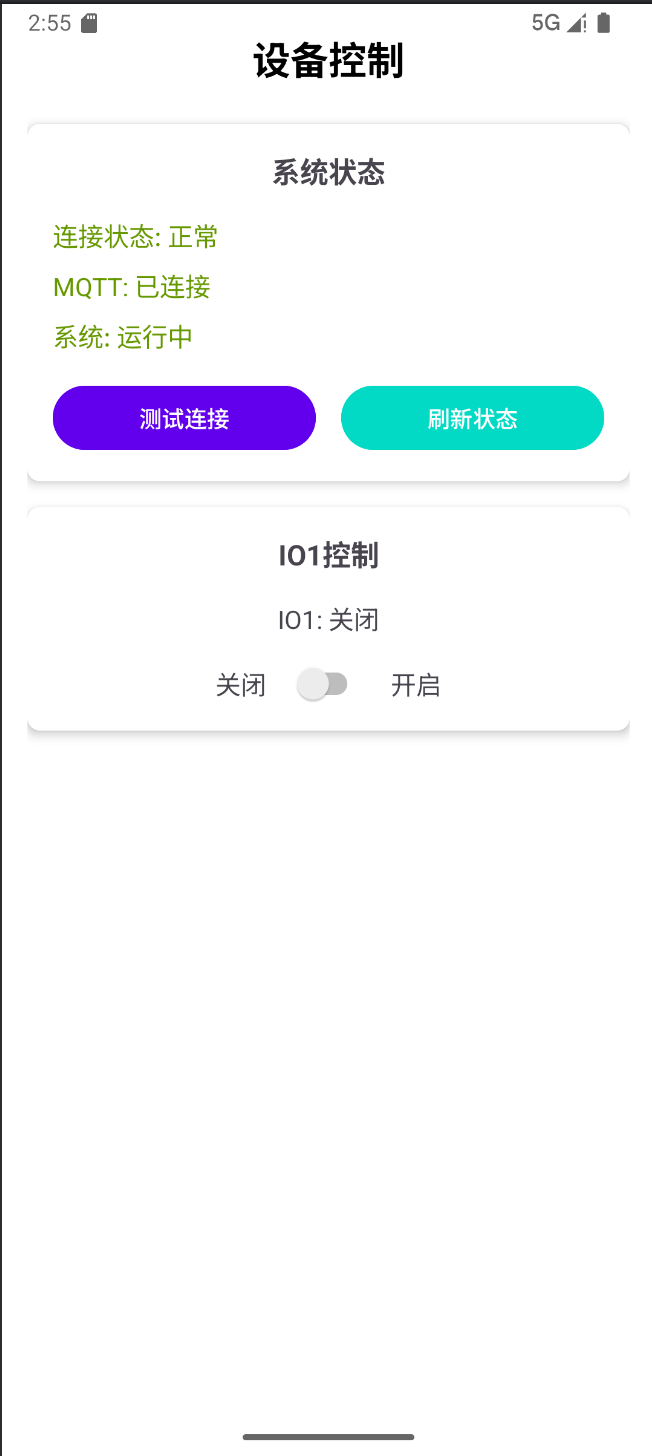 2:55 5G
设备控制
系统状态
连接状态: 正常
MQTT: 已连接
系统: 运行中
测试连接 刷新状态
IO1控制
IO1: 关闭
关闭 开启